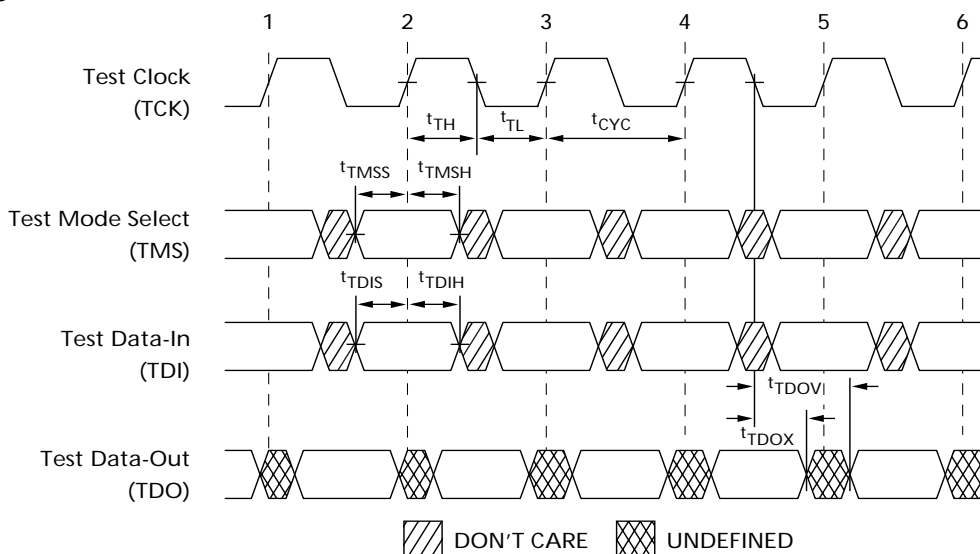 1 2 3 4 5 6
Test Clock
(TCK)
tTH tTL tCYC
tTMSS tTMSH
Test Mode Select
(TMS)
tTDIS tTDIH
Test Data-In
(TDI)
tTDOV
tTDOX
Test Data-Out
(TDO)
DON'T CARE UNDEFINED